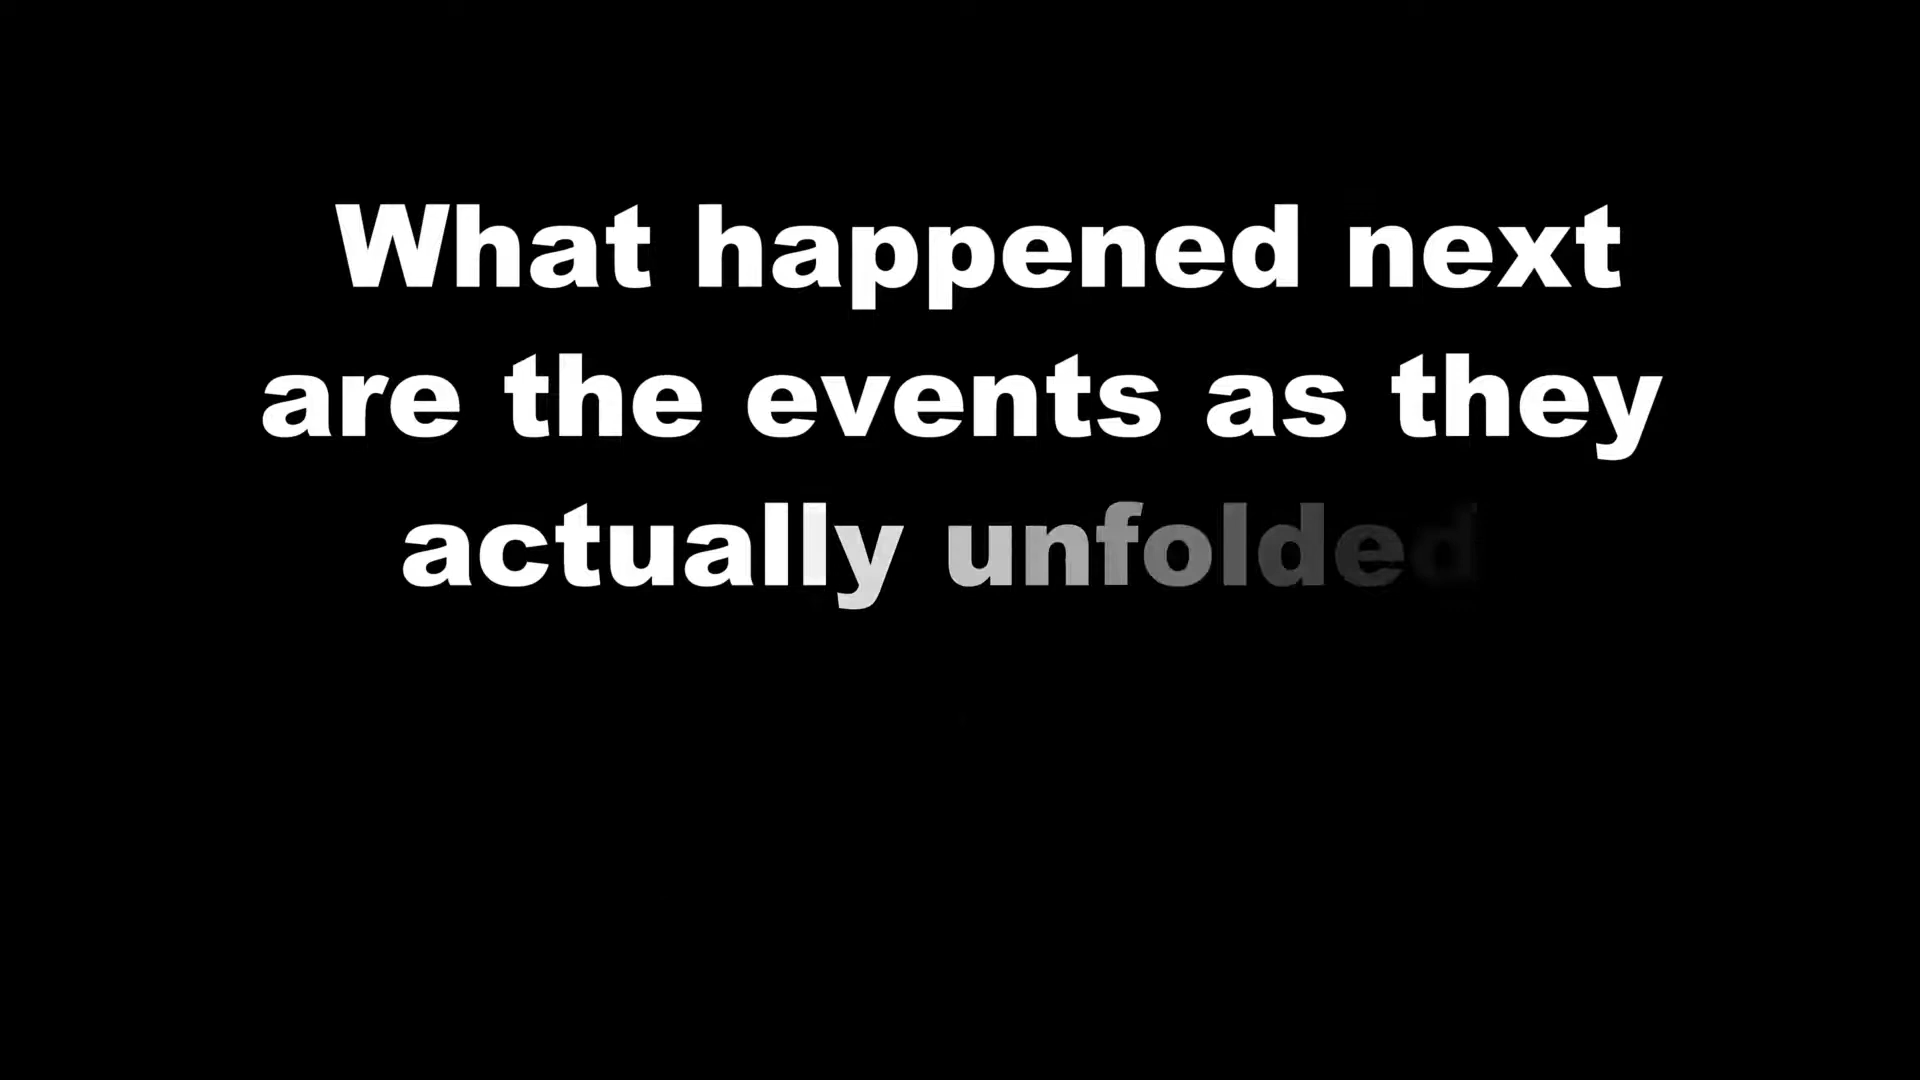 What happened next
are the events as they
actually unfolded